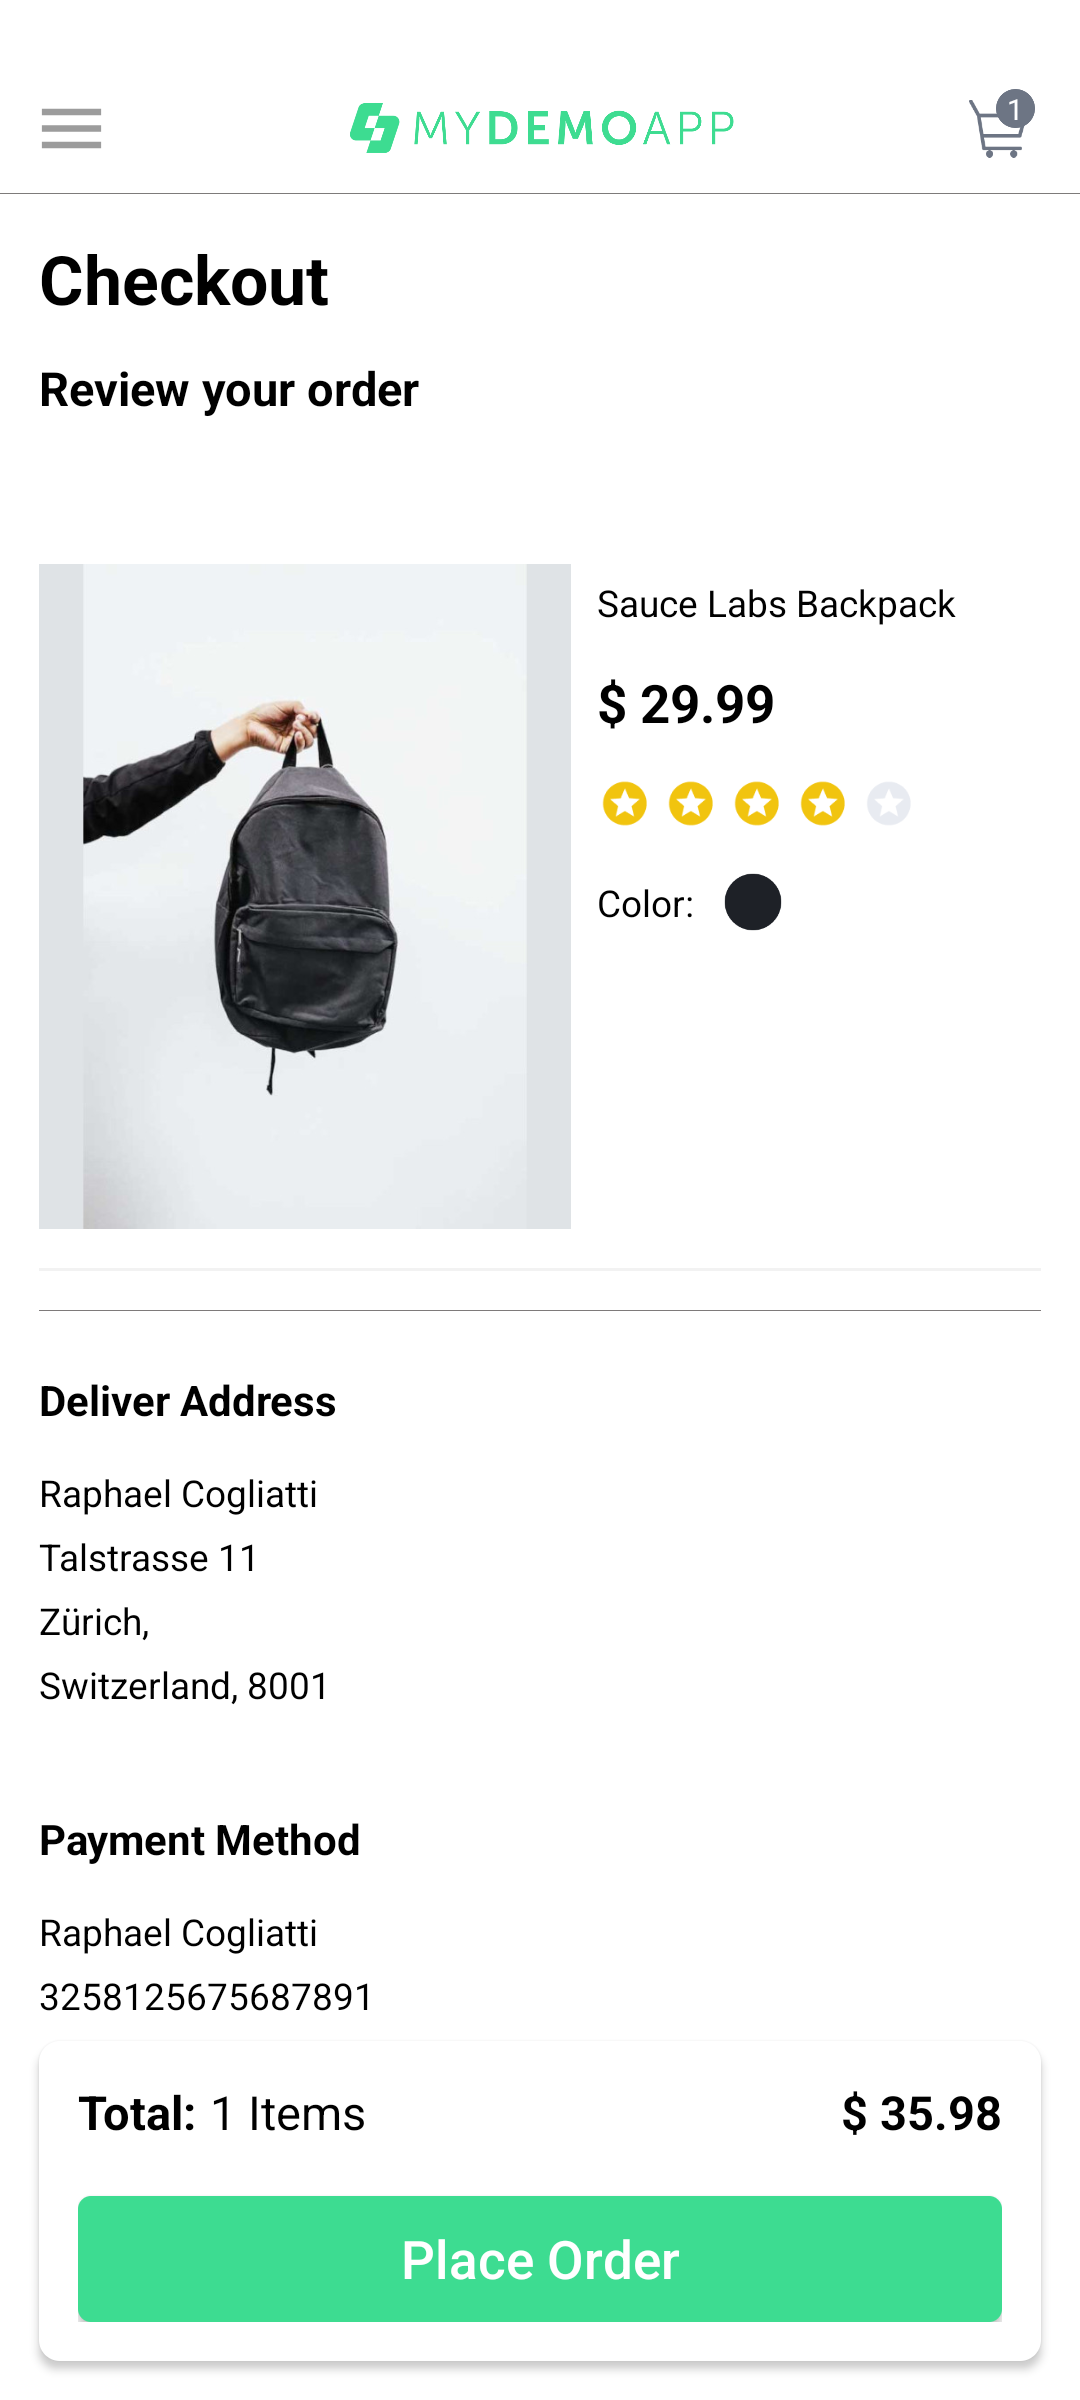 MYDEMOAPP
1
Checkout
Review your order
Sauce Labs Backpack
$ 29.99
Color:
Deliver Address
Raphael Cogliatti
Talstrasse 11
Zürich,
Switzerland, 8001
Payment Method
Raphael Cogliatti
3258125675687891
Total: 1 Items $ 35.98
Place Order